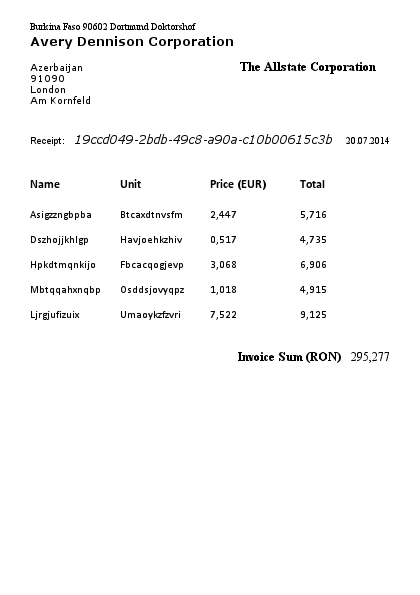 Burkina Faso 90602 Dortmund Doktorshof
Avery Dennison Corporation
Azerbaijan
91090
London
Am Kornfeld
The Allstate Corporation
Receipt: 19ccd049-2bdb-49c8-a90a-c10b00615c3b 20.07.2014
Name Unit Price (EUR) Total
Asigzzngbpba Btcaxdtnvsfm 2,447 5,716
Dszhojjkhlgp Havjoehkzhiv 0,517 4,735
Hpkdtmqnkijo Fbcacqogjevp 3,068 6,906
Mbtqqahxnqbp Osddsjovyqpz 1,018 4,915
Ljrgjufizuix Umaoykzfzvri 7,522 9,125
Invoice Sum (RON) 295,277